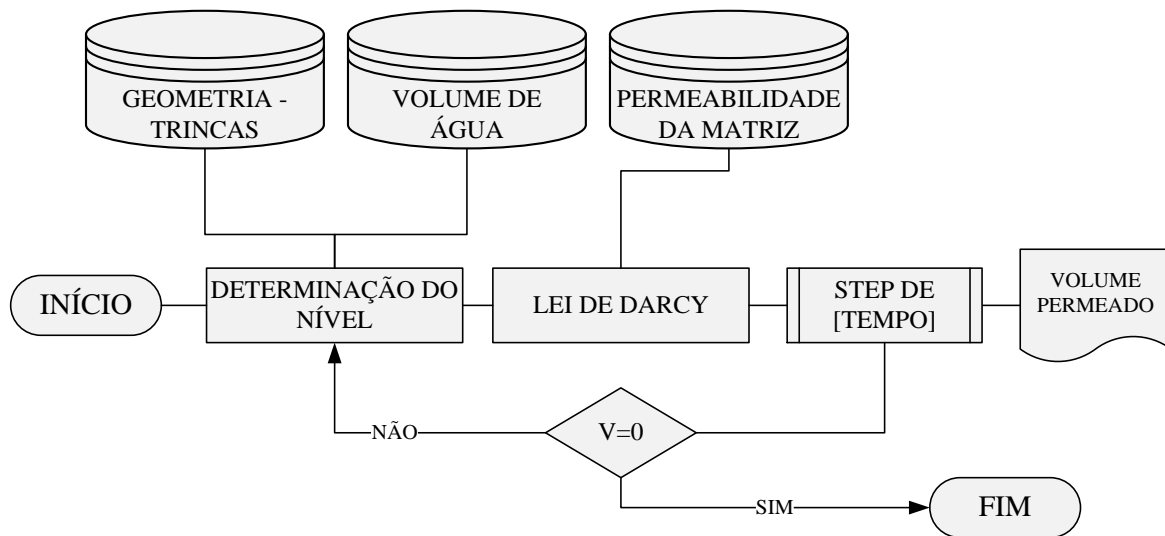 GEOMETRIA -
TRINCAS
VOLUME DE
ÁGUA
PERMEABILIDADE
DA MATRIZ
INÍCIO
DETERMINAÇÃO DO
NÍVEL
LEI DE DARCY
STEP DE
[TEMPO]
VOLUME
PERMEADO
NÃO
V=0
SIM
FIM